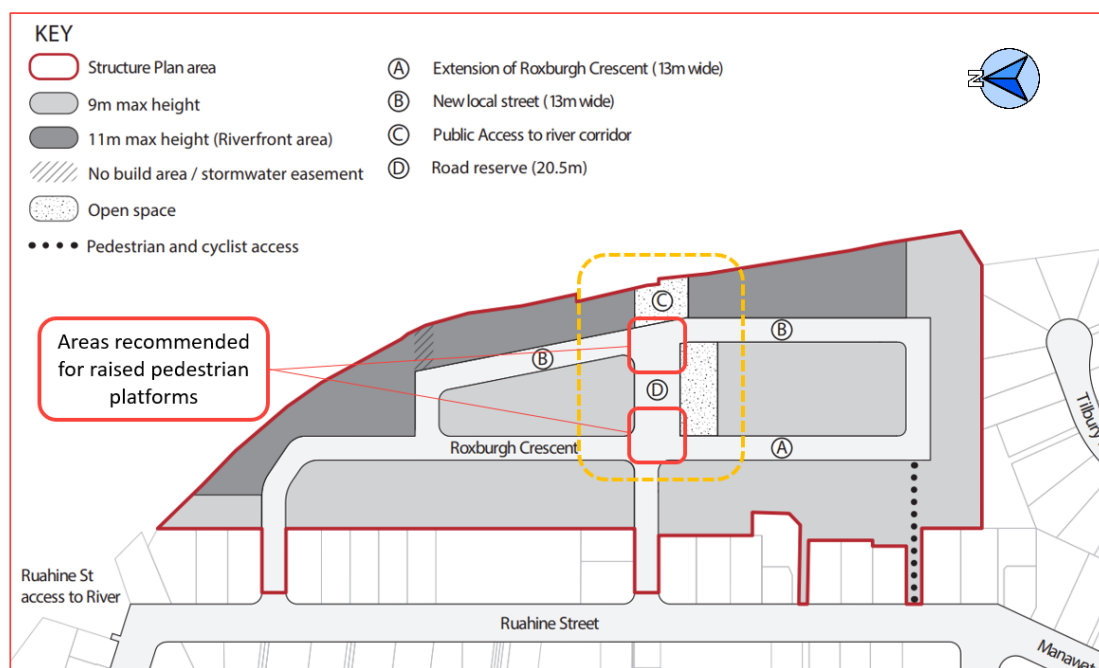 KEY
Structure Plan area
9m max height
11m max height (Riverfront area)
No build area / stormwater easement
Open space
Pedestrian and cyclist access
A Extension of Roxburgh Crescent (13m wide)
B New local street (13m wide)
C Public Access to river corridor
D Road reserve (20.5m)
N
Areas recommended
for raised pedestrian
platforms
C
B
B
D
Roxburgh Crescent
A
Tilbury
Ruahine St
access to River
Ruahine Street
Manawat